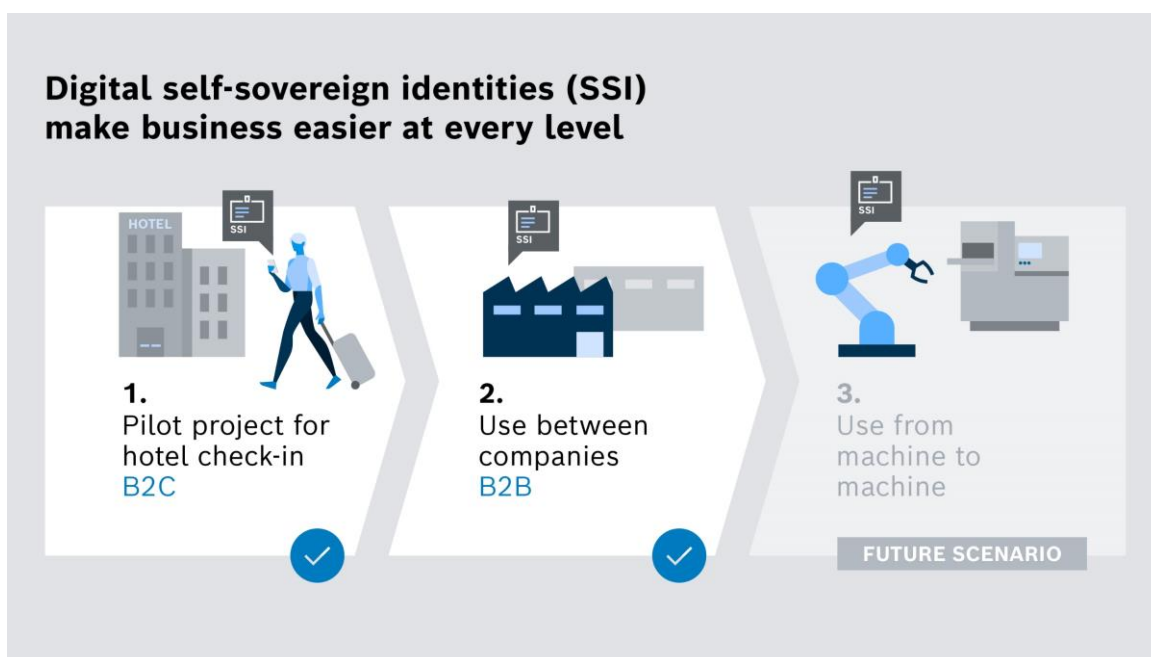 Digital self-sovereign identities (SSI)
make business easier at every level
HOTEL
SSI
SSI
SSI
1.
Pilot project for
hotel check-in
B2C
2.
Use between
companies
B2B
3.
Use from
machine to
machine
FUTURE SCENARIO